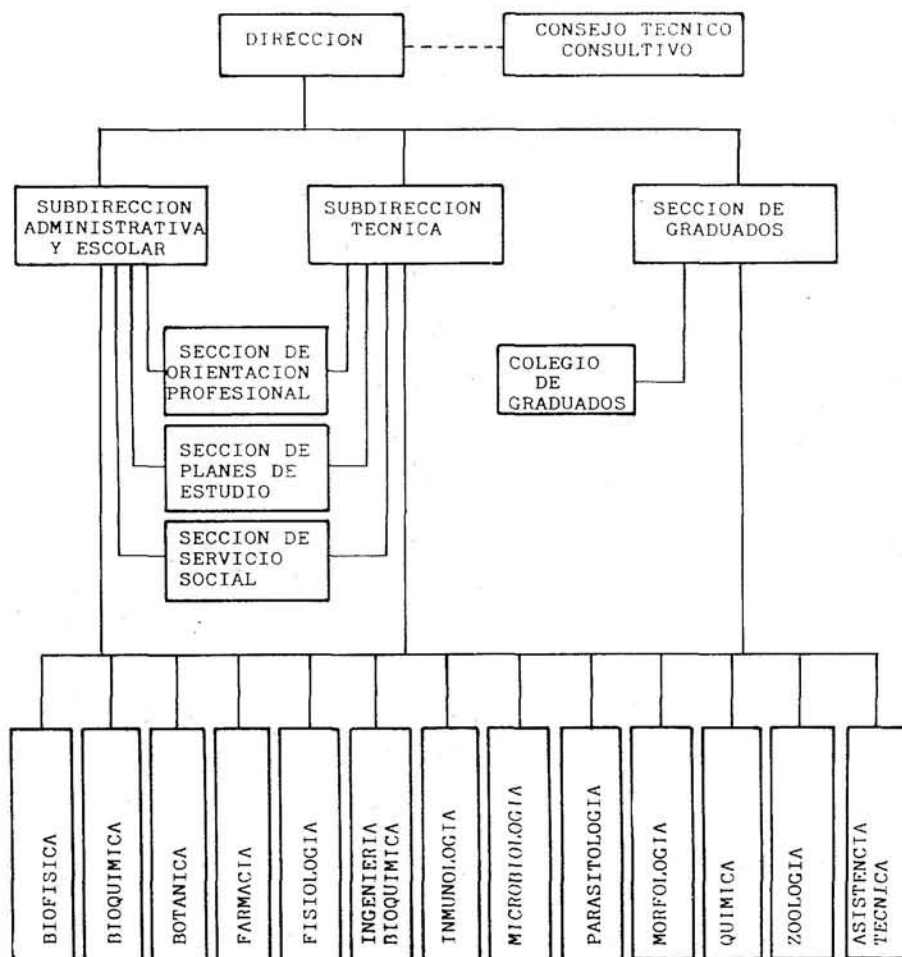 DIRECCION
CONSEJO TECNICO
CONSULTIVO
SUBDIRECCION
ADMINISTRATIVA
Y ESCOLAR
SUBDIRECCION
TECNICA
SECCION DE
GRADUADOS
SECCION DE
ORIENTACION
PROFESIONAL
COLEGIO
DE
GRADUADOS
SECCION DE
PLANES DE
ESTUDIO
SECCION DE
SERVICIO
SOCIAL
BIOFISICA
BIOQUIMICA
BOTANICA
FARMACIA
FISIOLOGIA
INGENIERIA
BIOQUIMICA
INMUNOLOGIA
MICROBIOLOGIA
PARASITOLOGIA
MORFOLOGIA
QUIMICA
ZOOLOGIA
ASISTENCIA
TECNICA